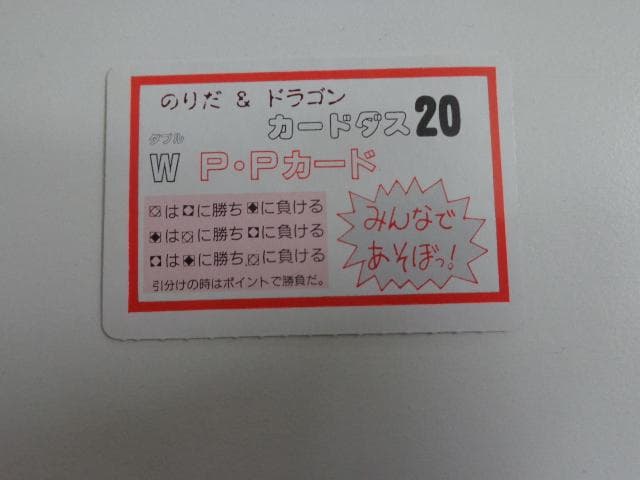 のりだ & ドラゴン
カードダス20
ダブル
W P・Pカード
は に勝ち に負ける
は に勝ち に負ける
は に勝ち に負ける
引分けの時はポイントで勝負だ。
みんなで
あそぼっ!